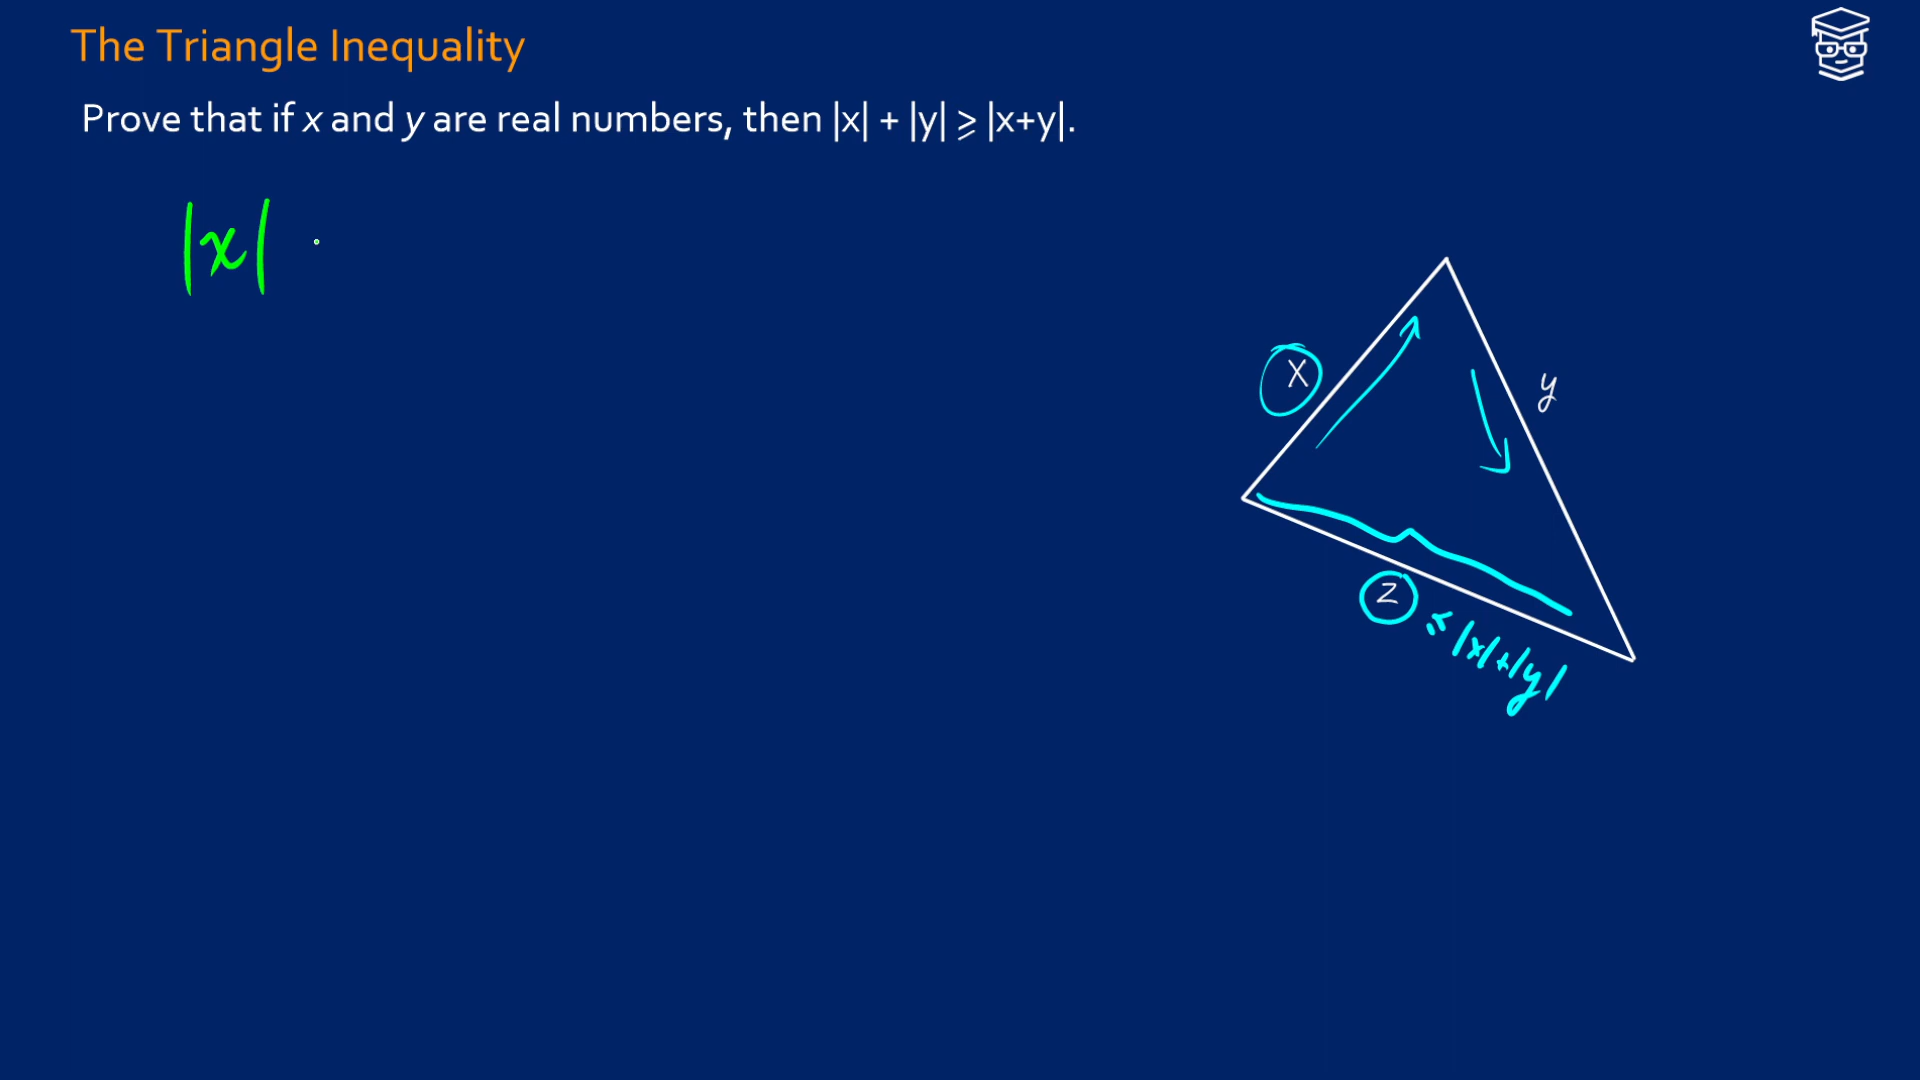 The Triangle Inequality
Prove that if x and y are real numbers, then |x| + |y| ⩾ |x+y|.
|x|
X
y
z ≤ |x|+|y|